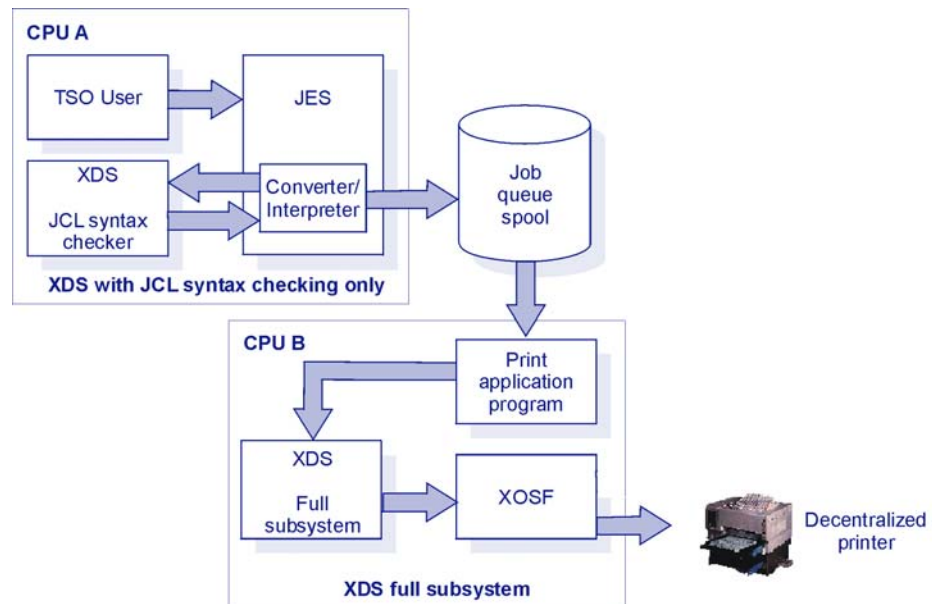 CPU A
TSO User
JES
XDS
JCL syntax
checker
Converter/
Interpreter
Job
queue
spool
XDS with JCL syntax checking only
CPU B
Print
application
program
XDS
Full
subsystem
XOSF
Decentralized
printer
XDS full subsystem